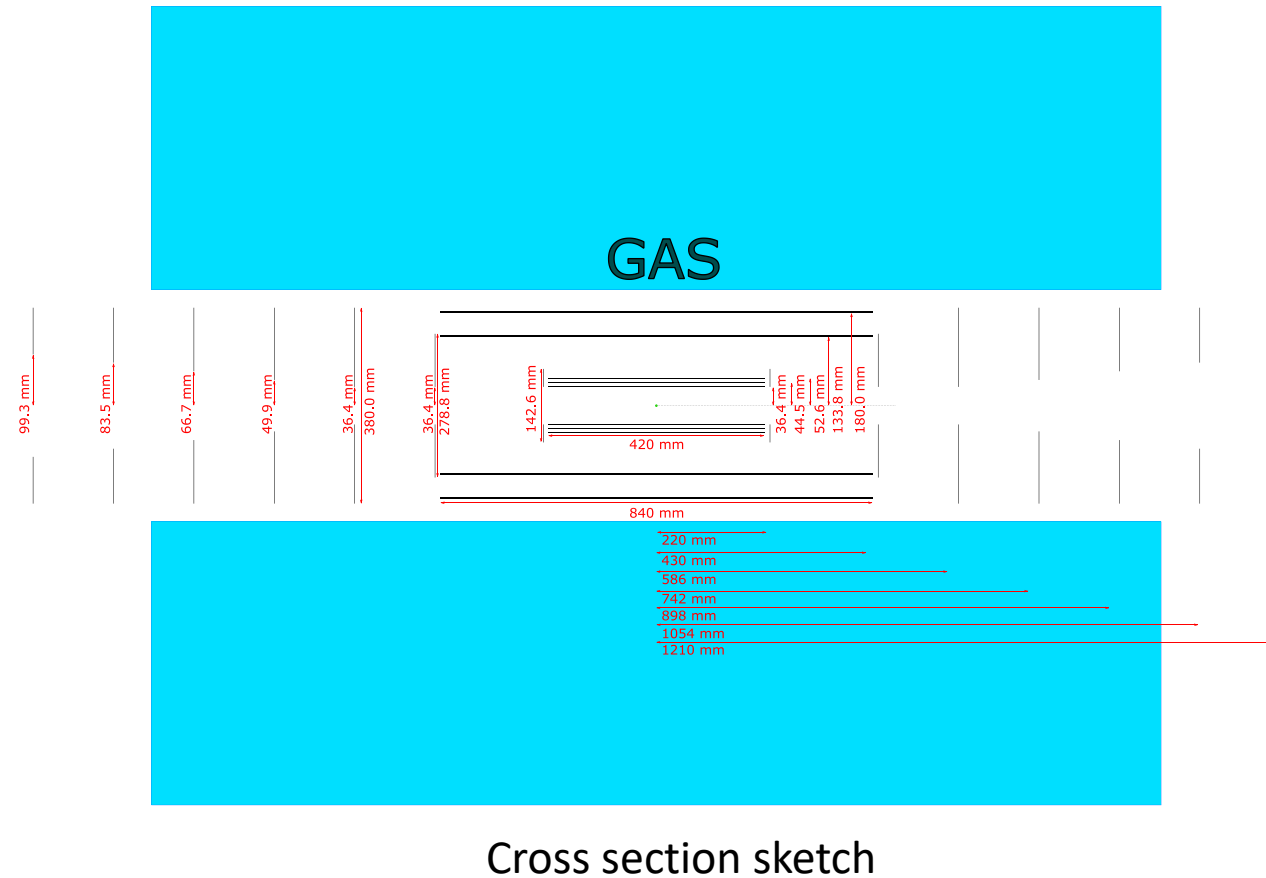 GAS
99.3 mm
83.5 mm
66.7 mm
49.9 mm
36.4 mm
380.0 mm
36.4 mm
278.8 mm
142.6 mm
420 mm
36.4 mm
44.5 mm
52.6 mm
133.8 mm
180.0 mm
840 mm
220 mm
430 mm
586 mm
742 mm
898 mm
1054 mm
1210 mm
Cross section sketch